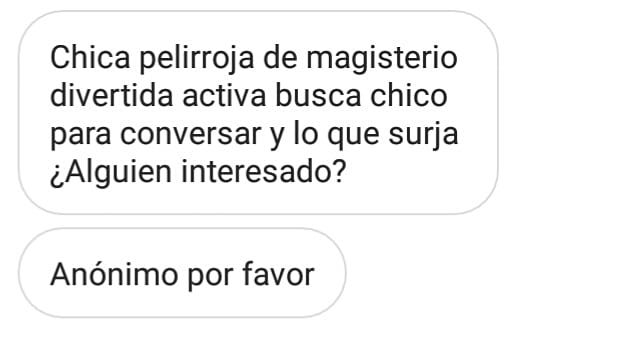 Chica pelirroja de magisterio
divertida activa busca chico
para conversar y lo que surja
¿Alguien interesado?
Anónimo por favor